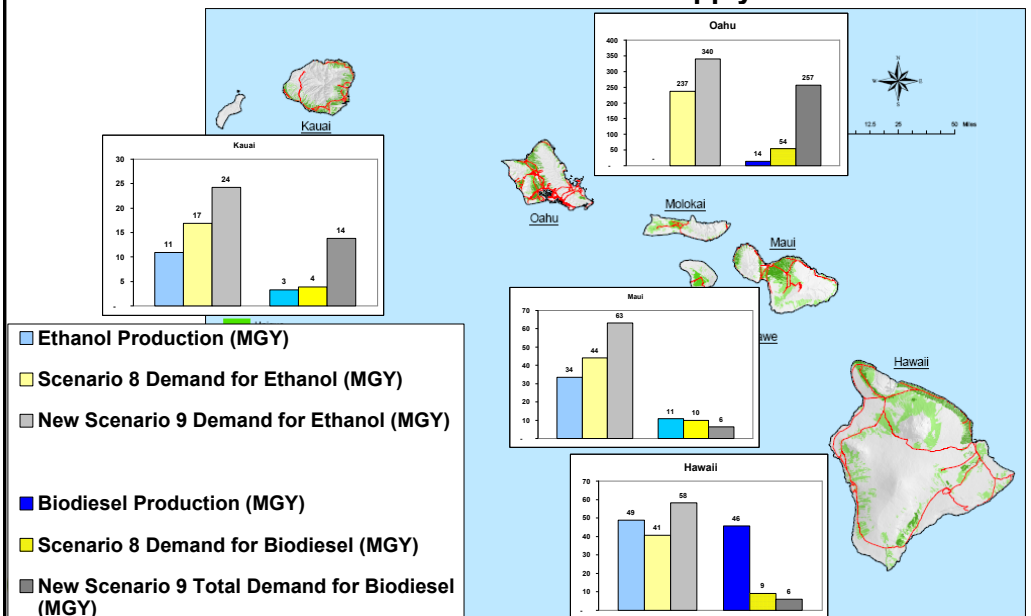 Oahu
400
350
300
250
200
150
100
50
-
237
340
14
54
257
N
W
S
12.5 25 50 Miles
Kauai
Kauai
30
25
20
15
10
5
-
11
17
24
3
4
14
Oahu
Molokai
Maui
Maui
70
60
50
40
30
20
10
-
34
44
63
11
10
6
awe
Hawaii
Ethanol Production (MGY)
Scenario 8 Demand for Ethanol (MGY)
New Scenario 9 Demand for Ethanol (MGY)
Biodiesel Production (MGY)
Scenario 8 Demand for Biodiesel (MGY)
New Scenario 9 Total Demand for Biodiesel
(MGY)
Hawaii
70
60
50
40
30
20
10
-
49
41
58
46
9
6